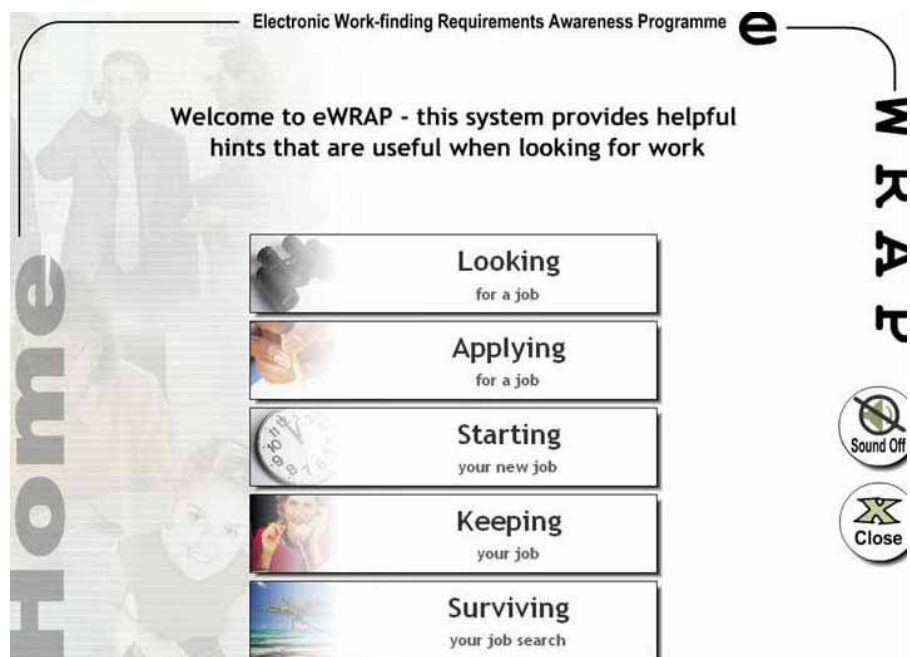 Electronic Work-finding Requirements Awareness Programme
e
W R A P
Welcome to eWRAP - this system provides helpful
hints that are useful when looking for work
Home
Looking
for a job
Applying
for a job
Starting
your new job
Keeping
your job
Surviving
your job search
Sound Off
X
Close